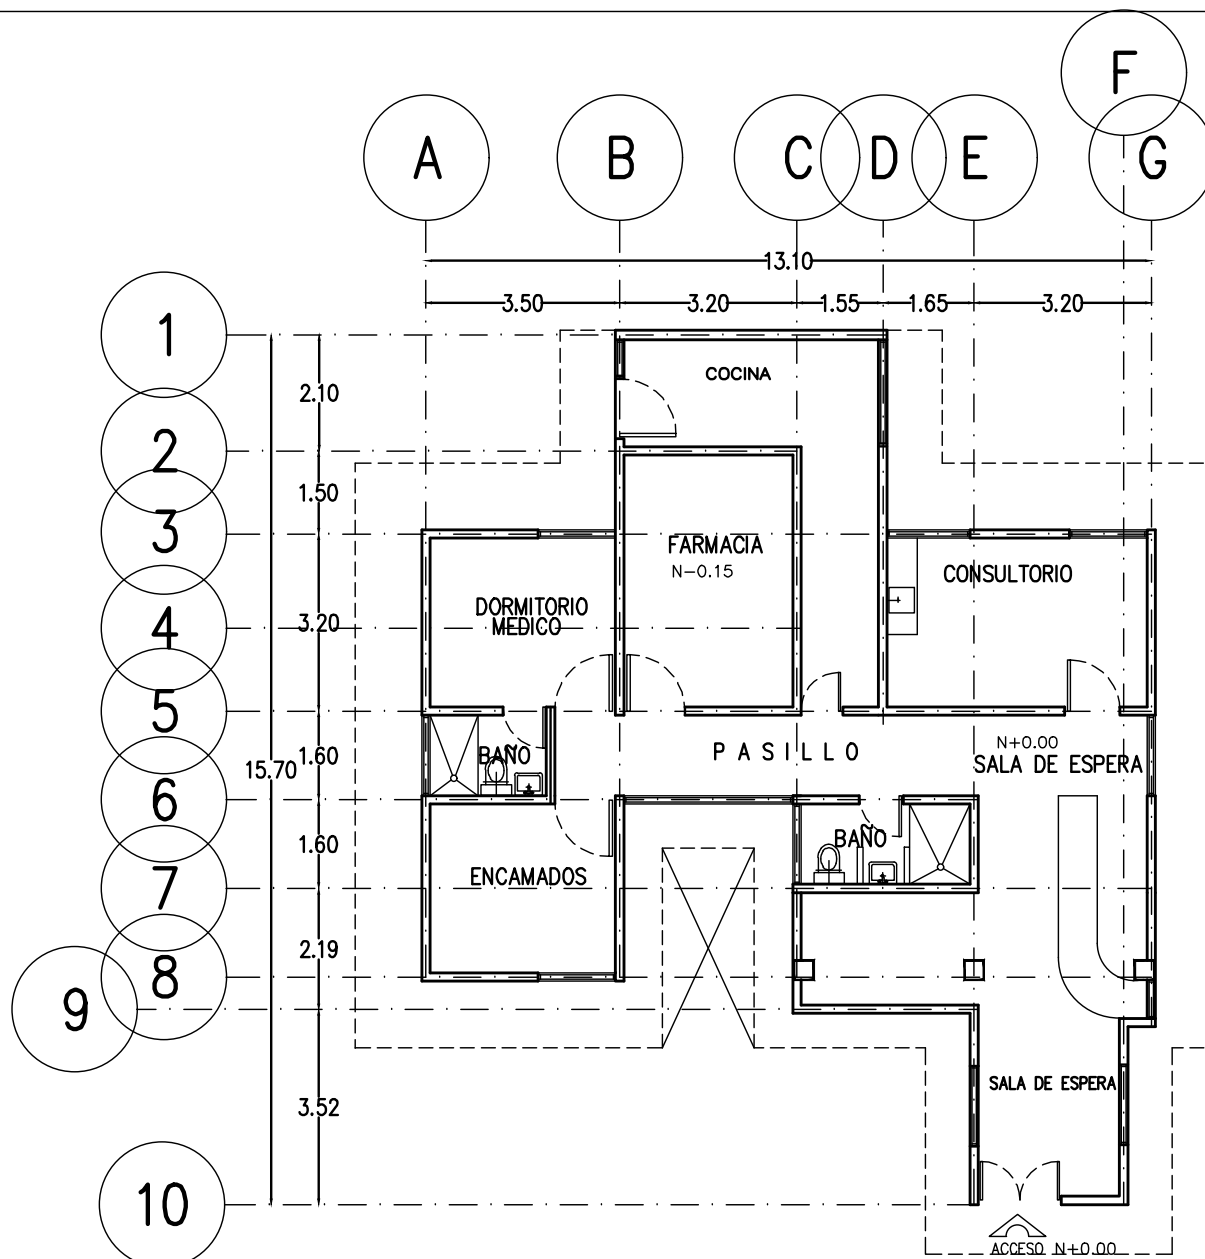 F
A B C D E G
13.10
3.50 3.20 1.55 1.65 3.20
1
COCINA
2.10
2
1.50
3
FARMACIA
N-0.15
CONSULTORIO
DORMITORIO
MEDICO
4
3.20
5
N+0.00
PASILLO
BAÑO
1.60
SALA DE ESPERA
15.70
6
BAÑO
1.60
ENCAMADOS
7
2.19
8
9
SALA DE ESPERA
3.52
10
ACCESO N+0.00